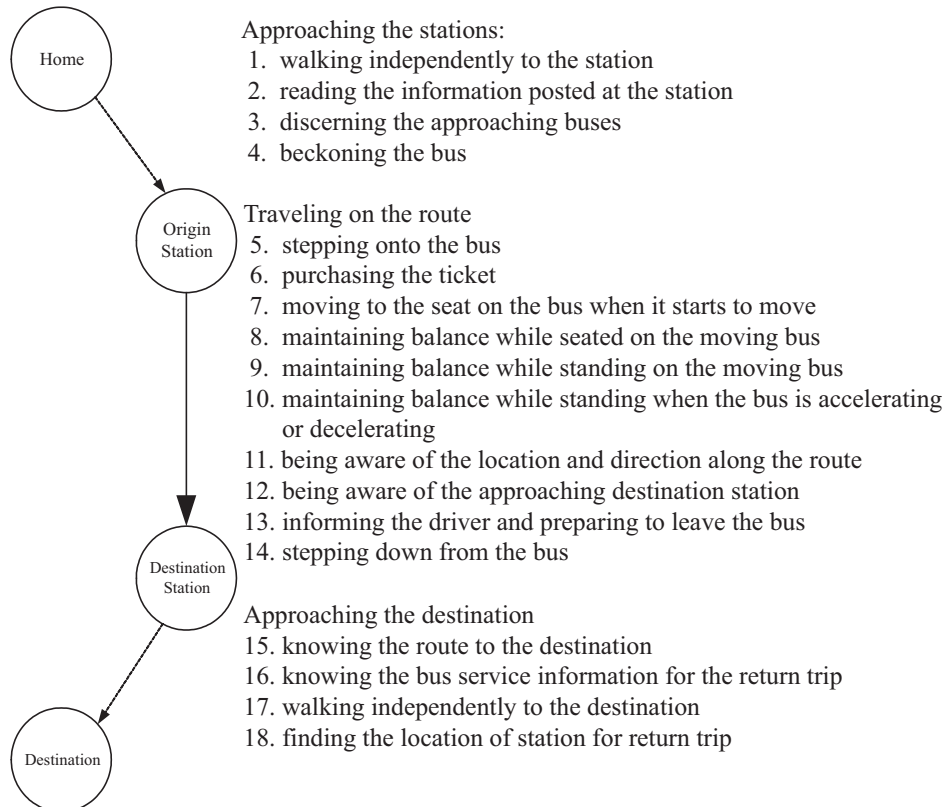 Home
Approaching the stations:
1. walking independently to the station
2. reading the information posted at the station
3. discerning the approaching buses
4. beckoning the bus
Origin
Station
Traveling on the route
5. stepping onto the bus
6. purchasing the ticket
7. moving to the seat on the bus when it starts to move
8. maintaining balance while seated on the moving bus
9. maintaining balance while standing on the moving bus
10. maintaining balance while standing when the bus is accelerating
or decelerating
11. being aware of the location and direction along the route
12. being aware of the approaching destination station
13. informing the driver and preparing to leave the bus
14. stepping down from the bus
Destination
Station
Approaching the destination
15. knowing the route to the destination
16. knowing the bus service information for the return trip
17. walking independently to the destination
18. finding the location of station for return trip
Destination